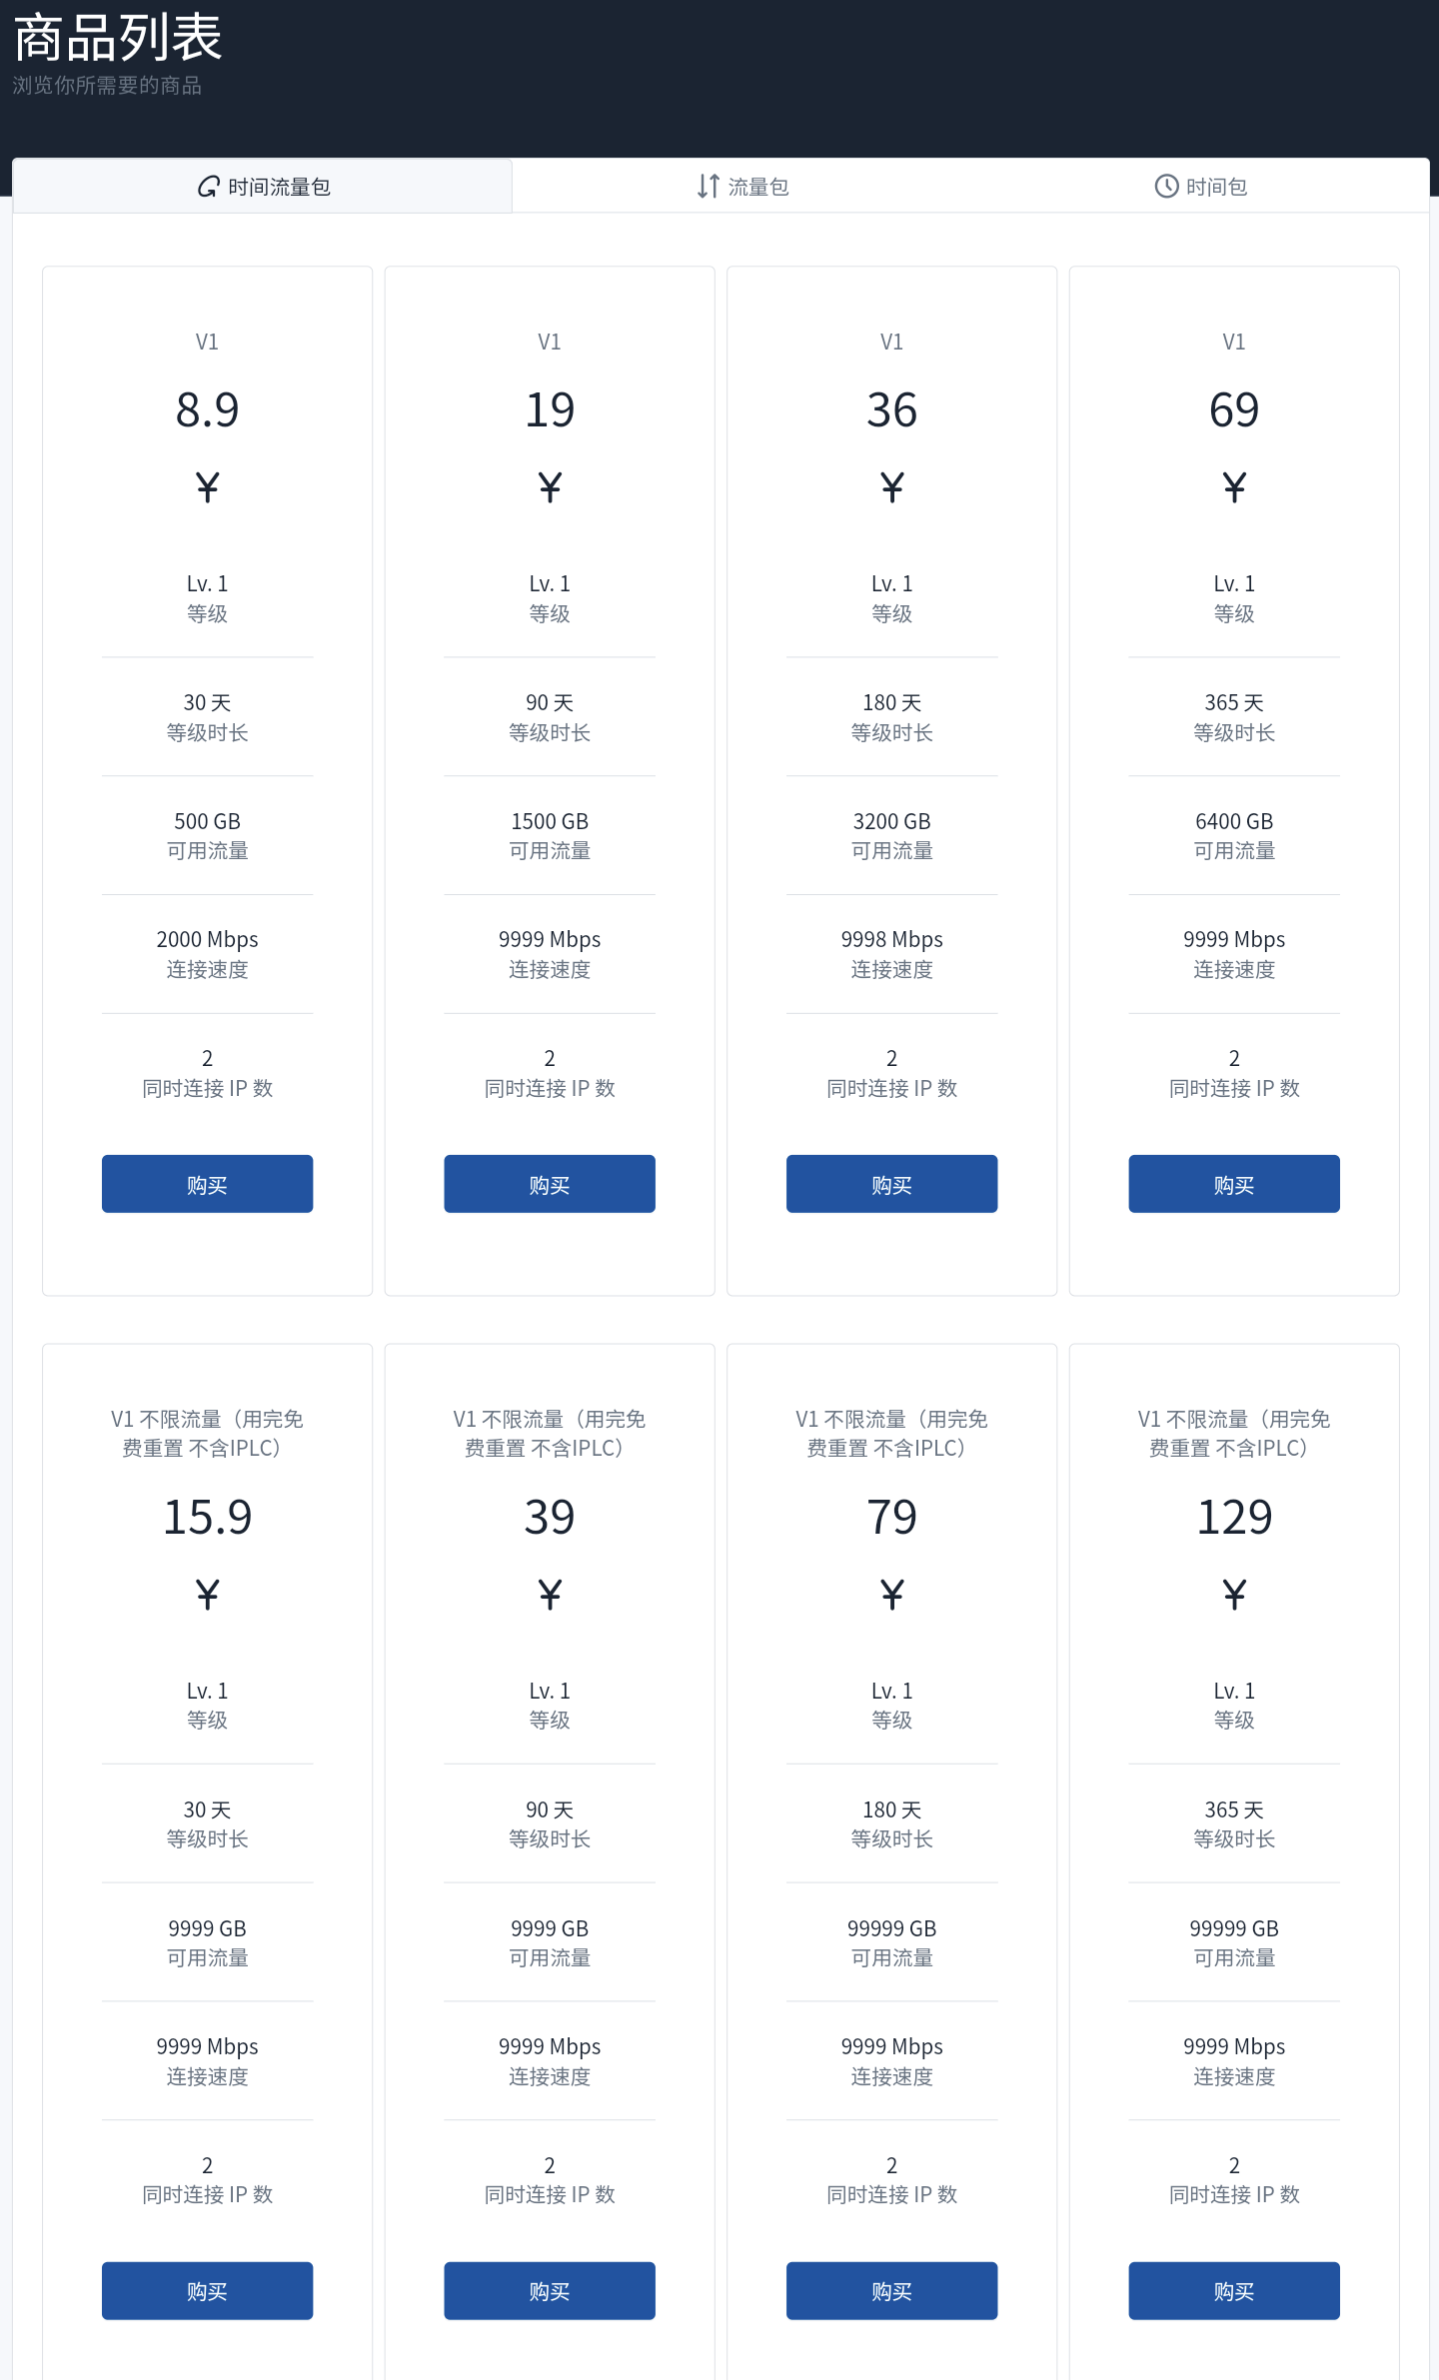 商品列表
浏览你所需要的商品
时间流量包
流量包
时间包
V1
8.9
¥
Lv. 1
等级
30 天
等级时长
500 GB
可用流量
2000 Mbps
连接速度
2
同时连接 IP 数
购买
V1
19
¥
Lv. 1
等级
90 天
等级时长
1500 GB
可用流量
9999 Mbps
连接速度
2
同时连接 IP 数
购买
V1
36
¥
Lv. 1
等级
180 天
等级时长
3200 GB
可用流量
9998 Mbps
连接速度
2
同时连接 IP 数
购买
V1
69
¥
Lv. 1
等级
365 天
等级时长
6400 GB
可用流量
9999 Mbps
连接速度
2
同时连接 IP 数
购买
V1 不限流量（用完免
费重置 不含IPLC）
15.9
¥
Lv. 1
等级
30 天
等级时长
9999 GB
可用流量
9999 Mbps
连接速度
2
同时连接 IP 数
购买
V1 不限流量（用完免
费重置 不含IPLC）
39
¥
Lv. 1
等级
90 天
等级时长
9999 GB
可用流量
9999 Mbps
连接速度
2
同时连接 IP 数
购买
V1 不限流量（用完免
费重置 不含IPLC）
79
¥
Lv. 1
等级
180 天
等级时长
99999 GB
可用流量
9999 Mbps
连接速度
2
同时连接 IP 数
购买
V1 不限流量（用完免
费重置 不含IPLC）
129
¥
Lv. 1
等级
365 天
等级时长
99999 GB
可用流量
9999 Mbps
连接速度
2
同时连接 IP 数
购买